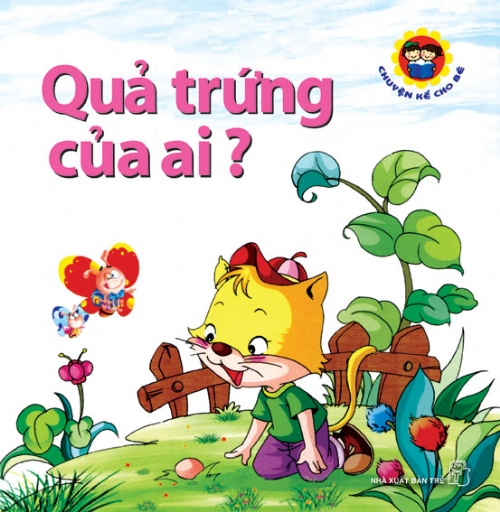 Quả trứng
của ai ?
CHUYỆN KỂ CHO BÉ
NHÀ XUẤT BẢN TRẺ